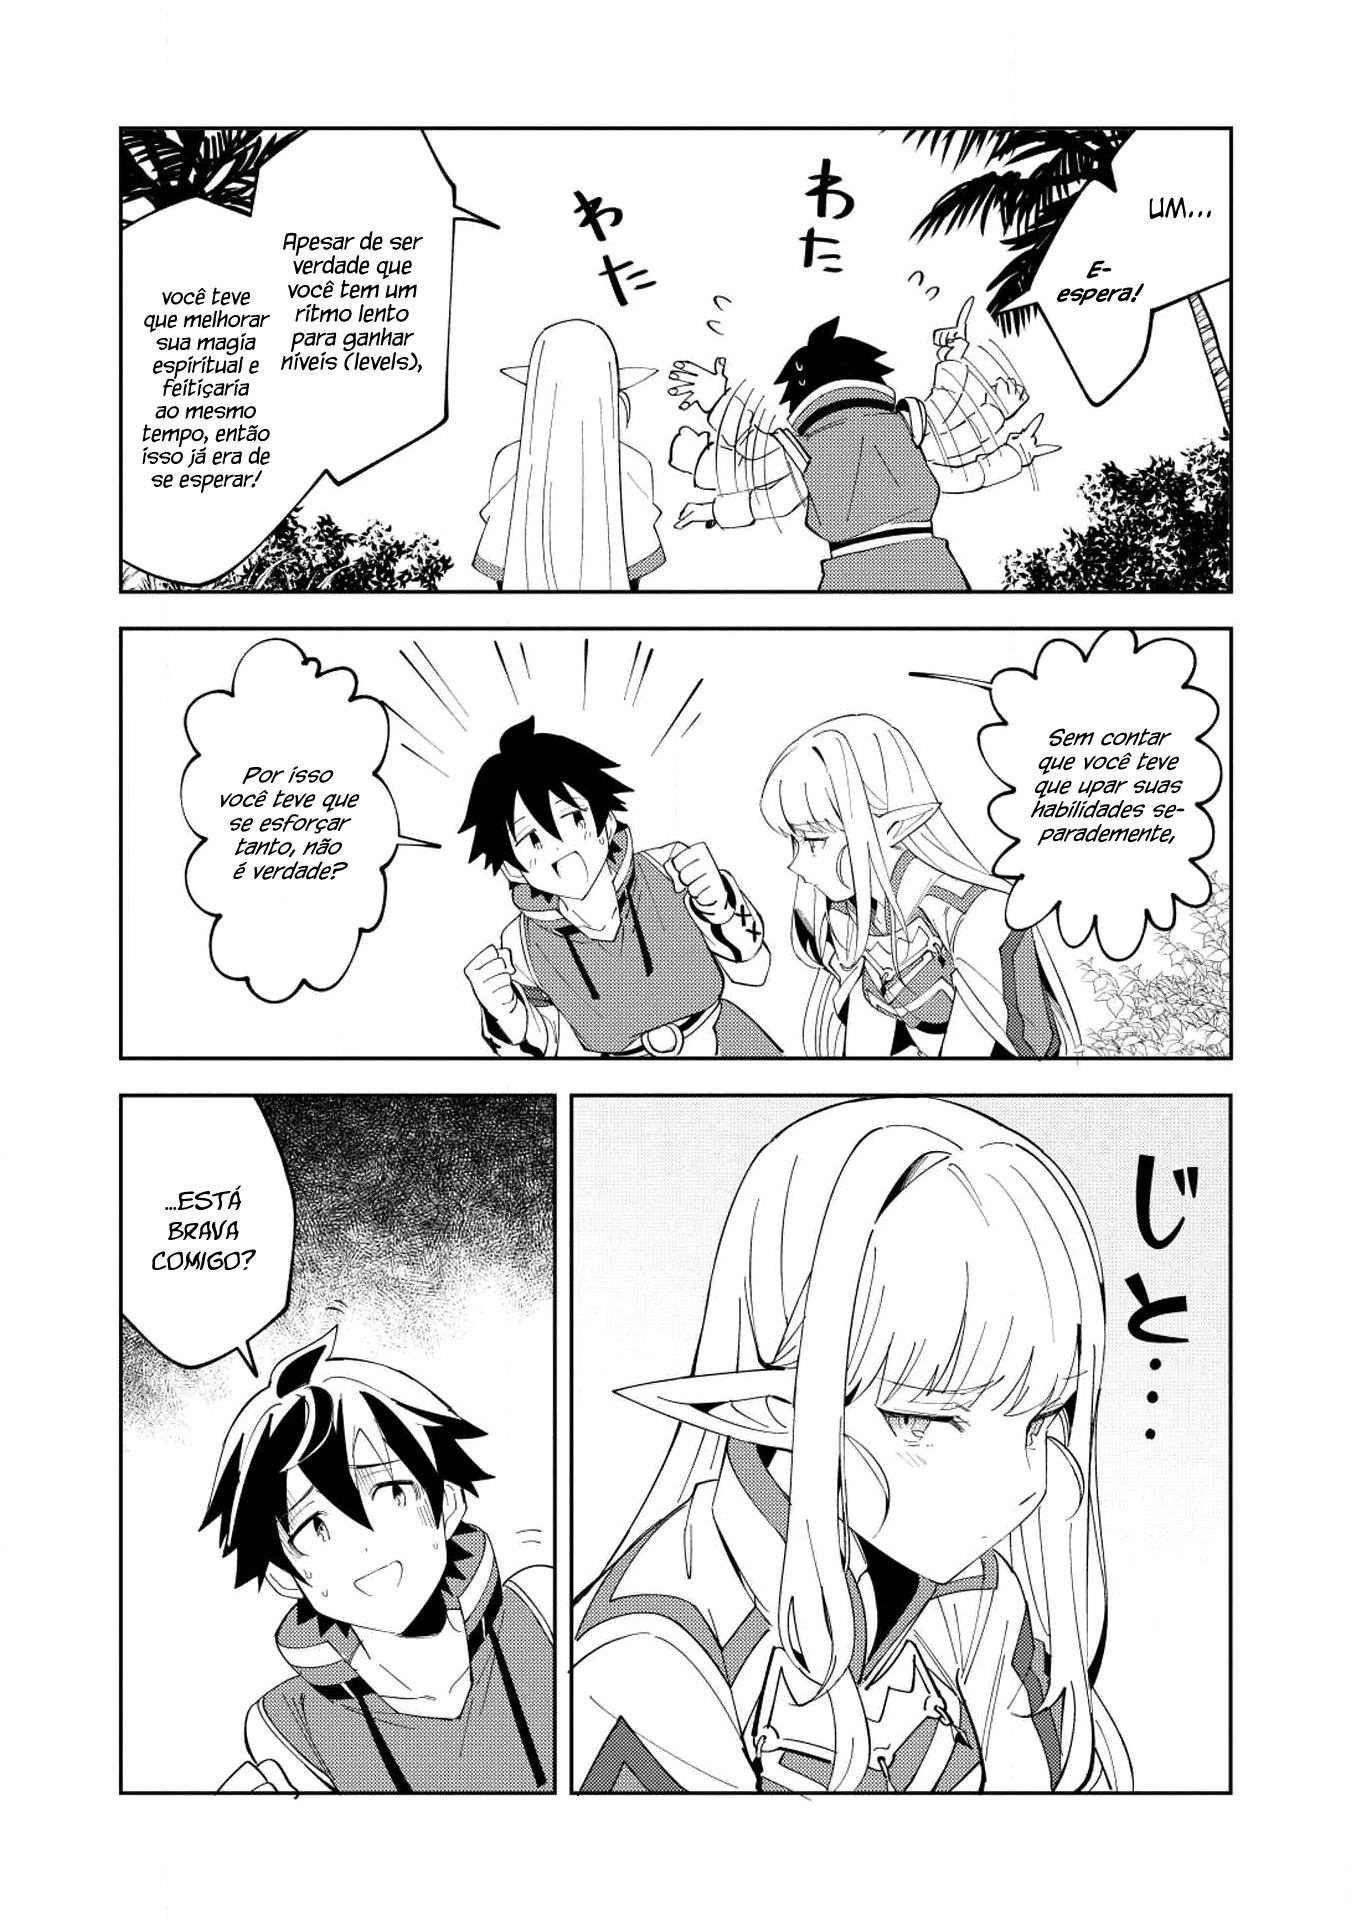 UM...
E-
espera!
わた
わた
Apesar de ser
verdade que
você tem um
ritmo lento
para ganhar
níveis (levels),
você teve
que melhorar
sua magia
espiritual e
feitiçaria
ao mesmo
tempo, então
isso já era de
se esperar!
Sem contar
que você teve
que upar suas
habilidades se-
parademente,
Por isso
você teve que
se esforçar
tanto, não
é verdade?
じと・・・
...ESTÁ
BRAVA
COMIGO?